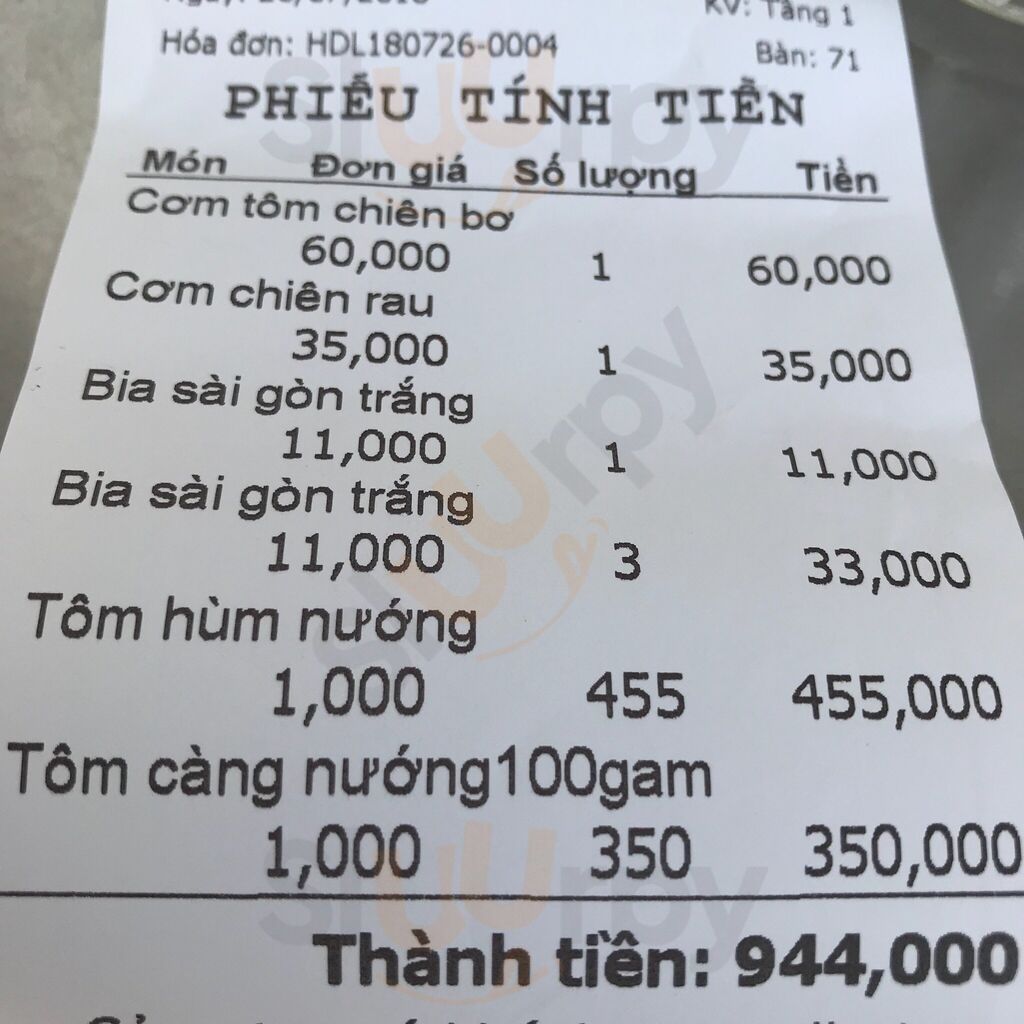 KV: Tầng 1
Hóa đơn: HDL180726-0004
Bàn: 71
PHIẾU TÍNH TIỀN
Món Đơn giá Số lượng Tiền
Cơm tôm chiên bơ
60,000 1 60,000
Cơm chiên rau
35,000 1 35,000
Bia sài gòn trắng
11,000 1 11,000
Bia sài gòn trắng
11,000 3 33,000
Tôm hùm nướng
1,000 455 455,000
Tôm càng nướng100gam
1,000 350 350,000
Thành tiền: 944,000
Sluurpy
Sluurpy
Sluurpy